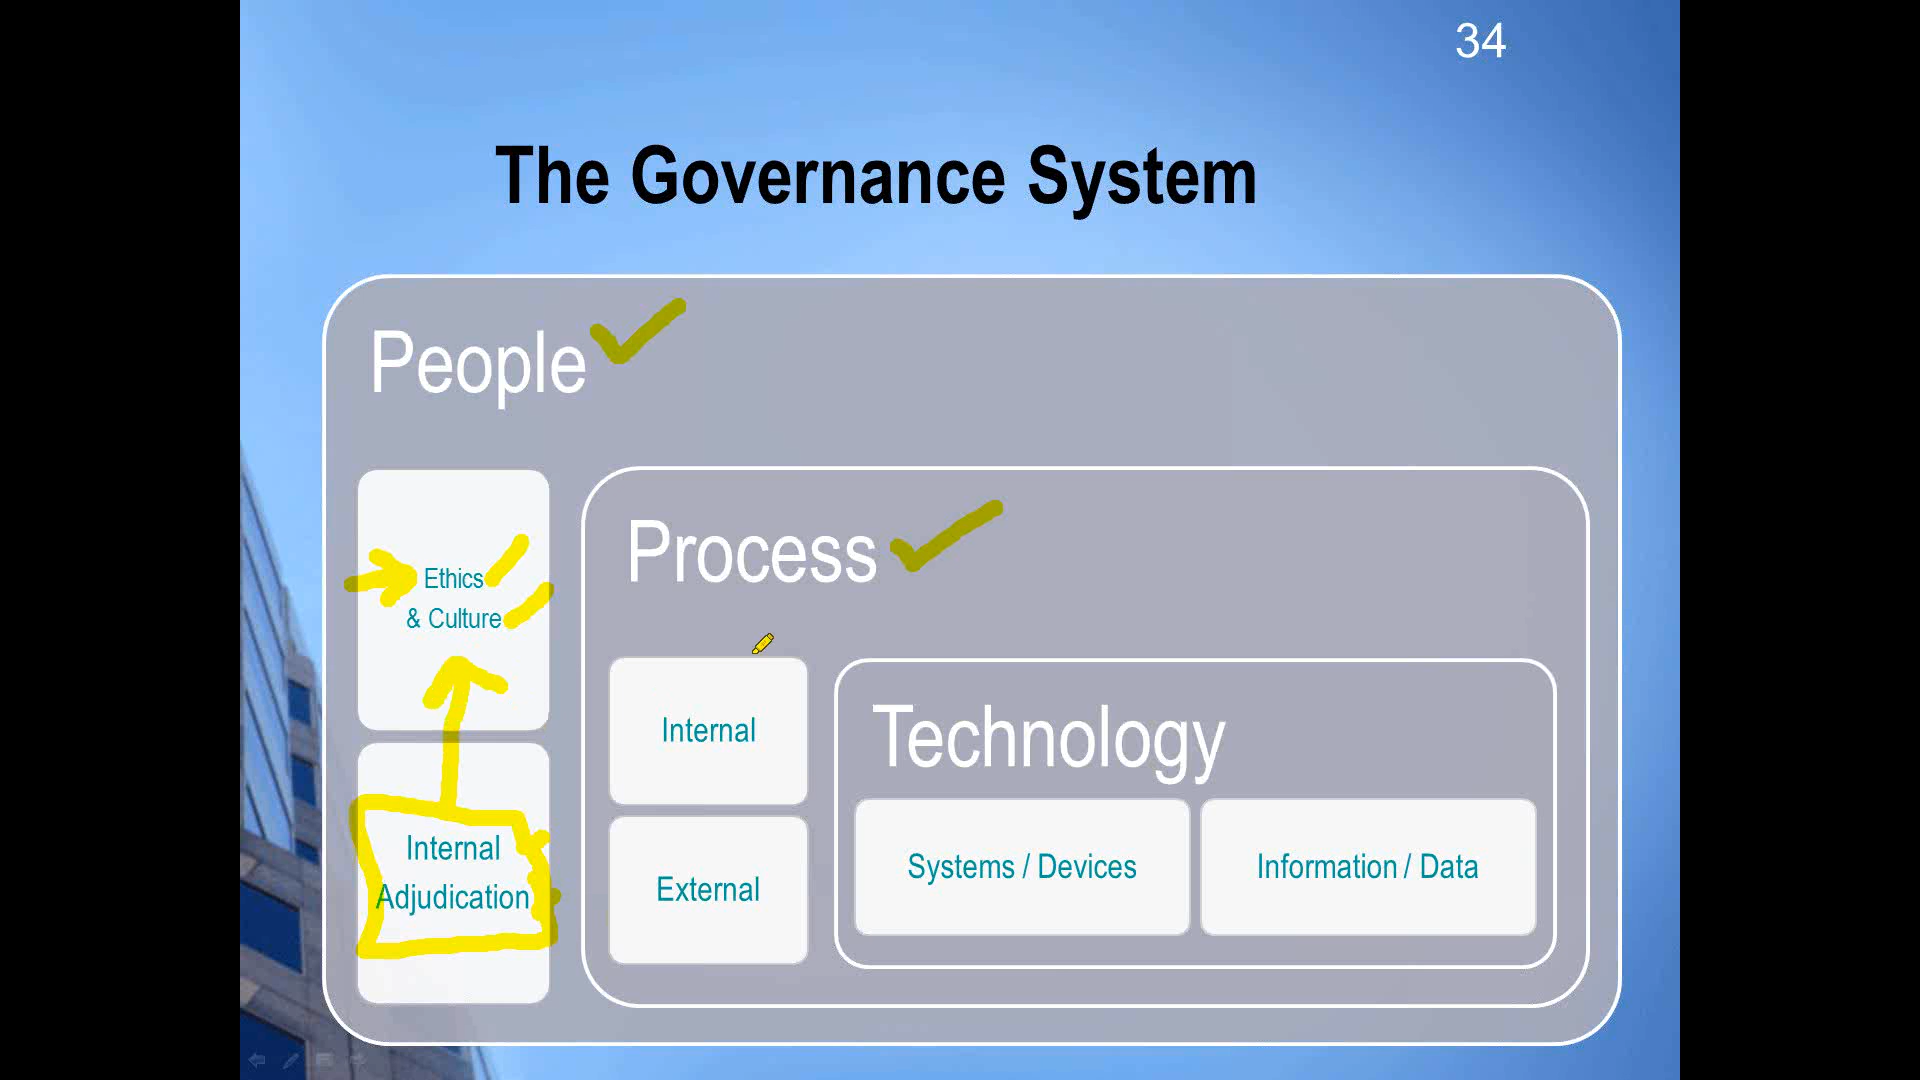 34
The Governance System
People
Ethics
& Culture
Internal
Adjudication
Process
Internal
External
Technology
Systems / Devices
Information / Data